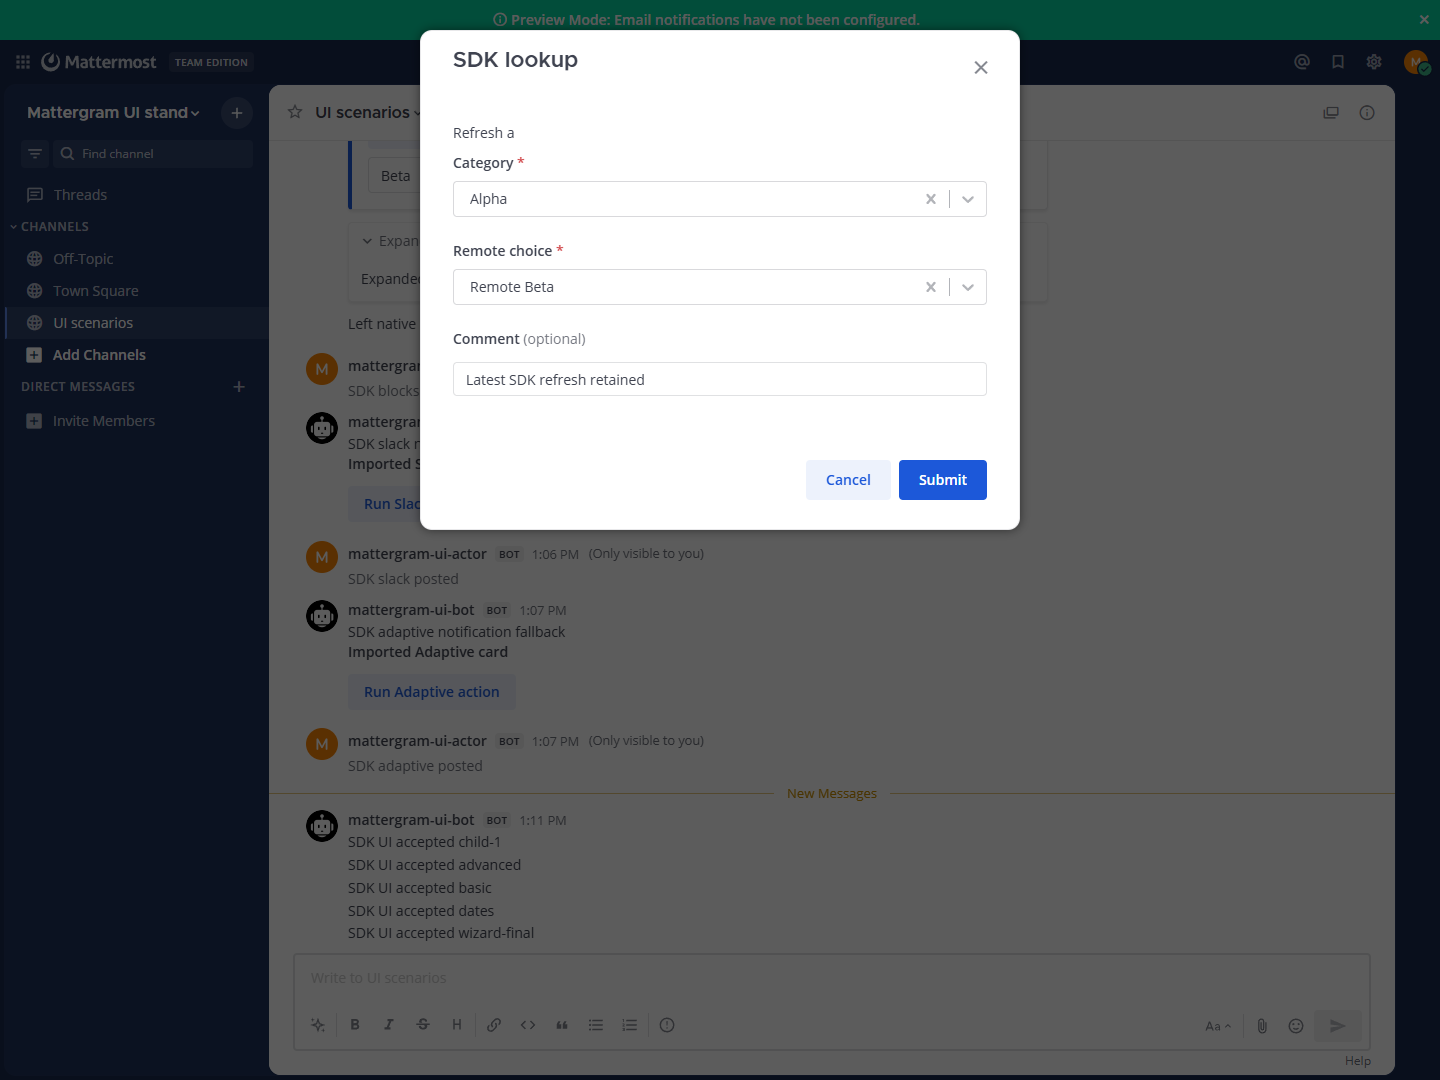 Preview Mode: Email notifications have not been configured.
Mattermost
TEAM EDITION
M
Mattergram UI stand
Find channel
Threads
CHANNELS
Off-Topic
Town Square
UI scenarios
Add Channels
DIRECT MESSAGES
Invite Members
UI scenarios
Beta
Expan
Expanded
Left native
M
mattergram
SDK blocks
mattergram
SDK slack n
Imported S
Run Slac
SDK lookup
Refresh a
Category *
Alpha
Remote choice *
Remote Beta
Comment (optional)
Latest SDK refresh retained
Cancel
Submit
M
mattergram-ui-actor BOT 1:06 PM (Only visible to you)
SDK slack posted
mattergram-ui-bot BOT 1:07 PM
SDK adaptive notification fallback
Imported Adaptive card
Run Adaptive action
M
mattergram-ui-actor BOT 1:07 PM (Only visible to you)
SDK adaptive posted
New Messages
mattergram-ui-bot BOT 1:11 PM
SDK UI accepted child-1
SDK UI accepted advanced
SDK UI accepted basic
SDK UI accepted dates
SDK UI accepted wizard-final
Write to UI scenarios
B I S H
Aa
Help